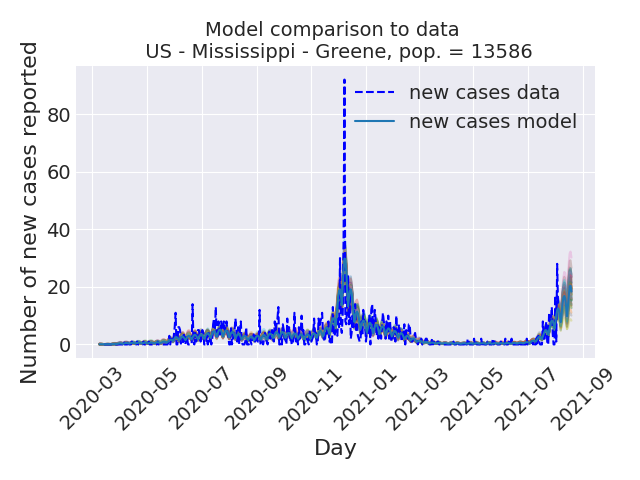 Model comparison to data
US - Mississippi - Greene, pop. = 13586
new cases data
new cases model
Number of new cases reported
80
60
40
20
0
2020-03
2020-05
2020-07
2020-09
2020-11
2021-01
2021-03
2021-05
2021-07
2021-09
Day